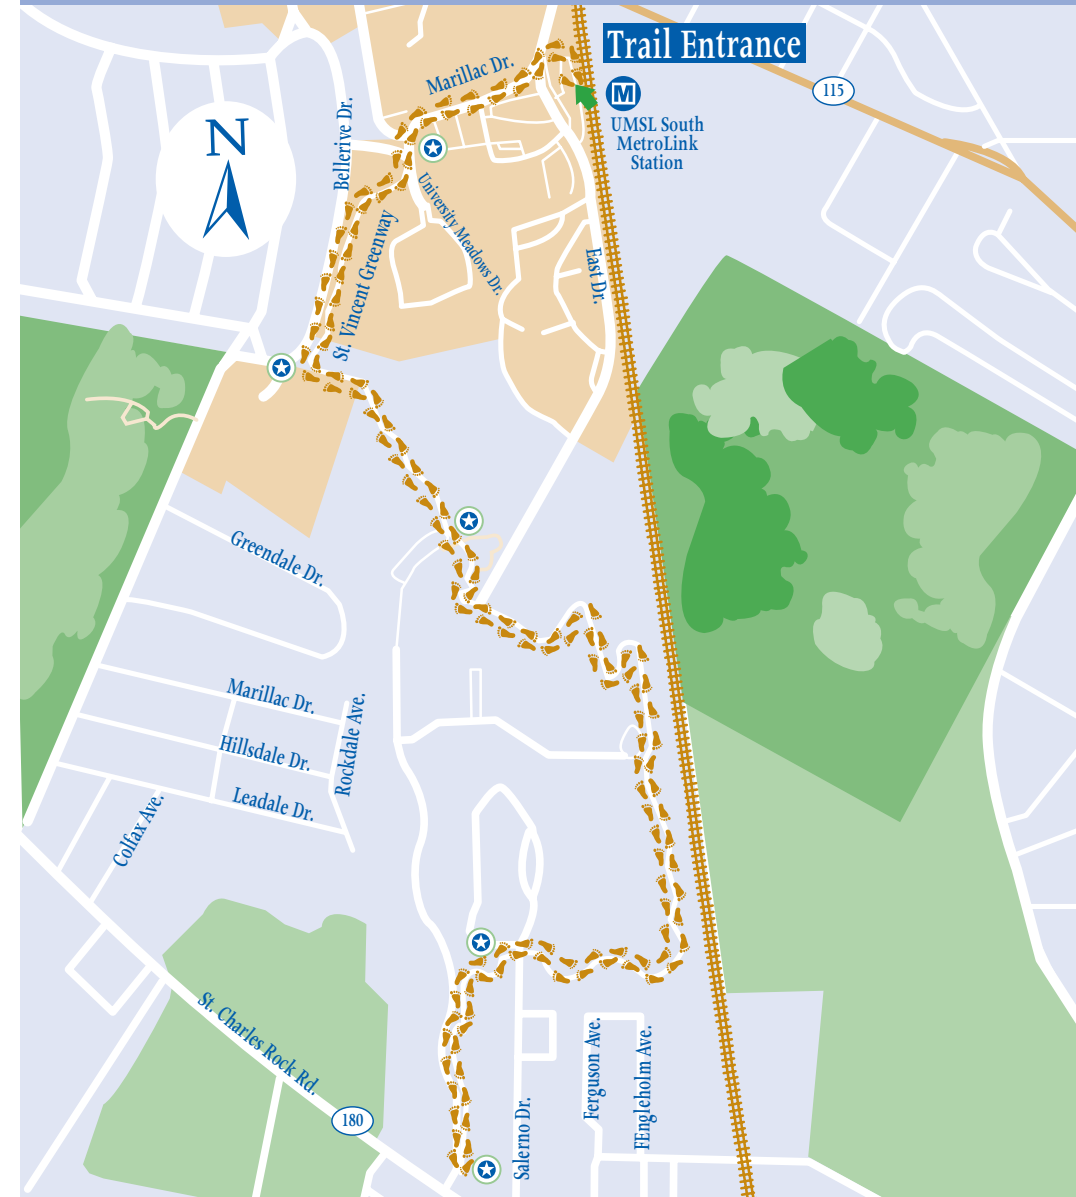 Trail Entrance
M
UMSL South
MetroLink
Station
115
Marillac Dr.
N
Bellerive Dr.
University Meadows Dr.
St. Vincent Greenway
East Dr.
Greendale Dr.
Marillac Dr.
Hillsdale Dr.
Rockdale Ave.
Leadale Dr.
Colfax Ave.
St. Charles Rock Rd.
180
Salerno Dr.
Ferguson Ave.
FEngleholm Ave.